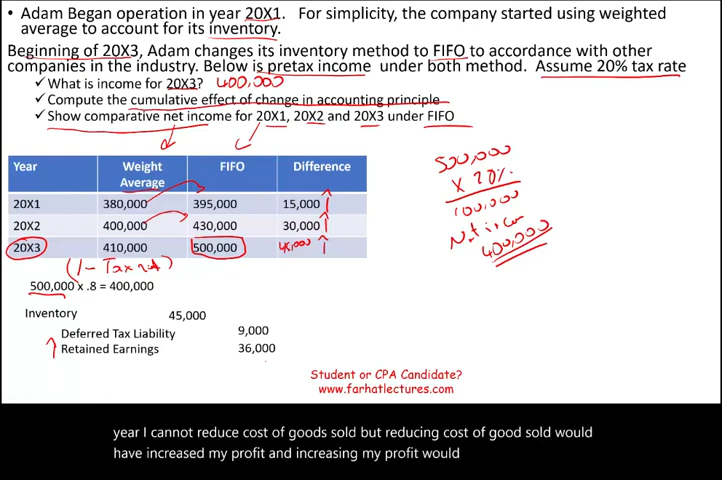 • Adam Began operation in year 20X1. For simplicity, the company started using weighted
average to account for its inventory.
Beginning of 20X3, Adam changes its inventory method to FIFO to accordance with other
companies in the industry. Below is pretax income under both method. Assume 20% tax rate
✓ What is income for 20X3? 400,000
✓ Compute the cumulative effect of change in accounting principle
✓ Show comparative net income for 20X1, 20X2 and 20X3 under FIFO
500,000
X 20%
100,000
Net incom
400,000
Year Weight Average FIFO Difference
20X1 380,000 395,000 15,000
20X2 400,000 430,000 30,000
20X3 410,000 500,000
(1 - Tax rate)
500,000 x .8 = 400,000
Inventory 45,000
Deferred Tax Liability 9,000
Retained Earnings 36,000
Student or CPA Candidate?
www.farhatlectures.com
year I cannot reduce cost of goods sold but reducing cost of good sold would
have increased my profit and increasing my profit would